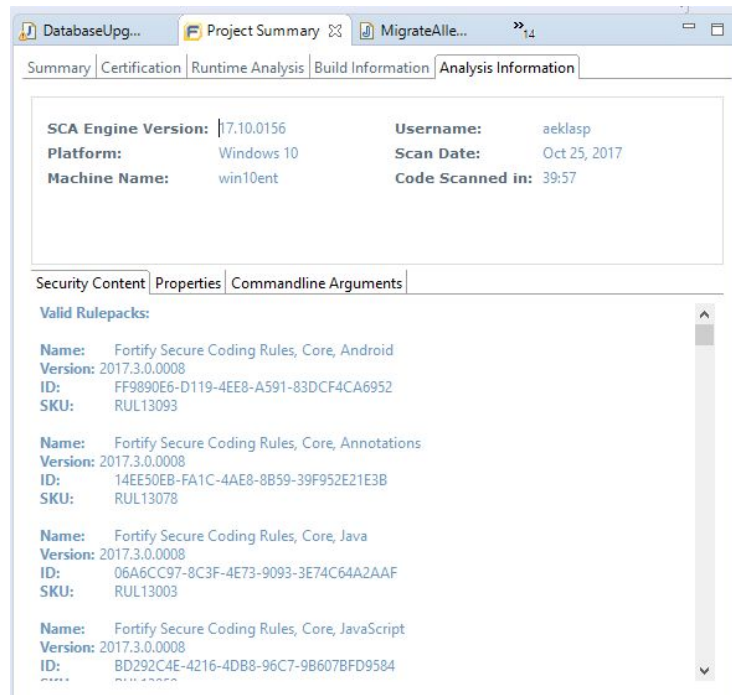 DatabaseUpg...
Project Summary
MigrateAlle...
»14
Summary Certification Runtime Analysis Build Information Analysis Information
SCA Engine Version: 17.10.0156 Username: aeklasp
Platform: Windows 10 Scan Date: Oct 25, 2017
Machine Name: win10ent Code Scanned in: 39:57
Security Content Properties Commandline Arguments
Valid Rulepacks:
Name: Fortify Secure Coding Rules, Core, Android
Version: 2017.3.0.0008
ID: FF9890E6-D119-4EE8-A591-83DCF4CA6952
SKU: RUL13093
Name: Fortify Secure Coding Rules, Core, Annotations
Version: 2017.3.0.0008
ID: 14EE50EB-FA1C-4AE8-8B59-39F952E21E3B
SKU: RUL13078
Name: Fortify Secure Coding Rules, Core, Java
Version: 2017.3.0.0008
ID: 06A6CC97-8C3F-4E73-9093-3E74C64A2AAF
SKU: RUL13003
Name: Fortify Secure Coding Rules, Core, JavaScript
Version: 2017.3.0.0008
ID: BD292C4E-4216-4DB8-96C7-9B607BFD9584